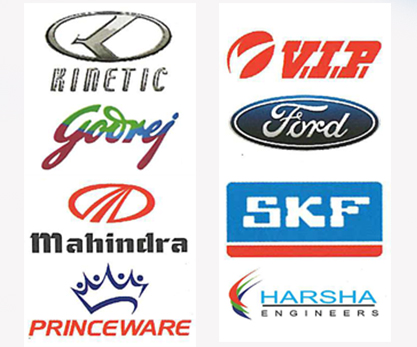 KINETIC
Godrej
Mahindra
PRINCEWARE
V.I.P.
Ford
SKF
HARSHA
ENGINEERS